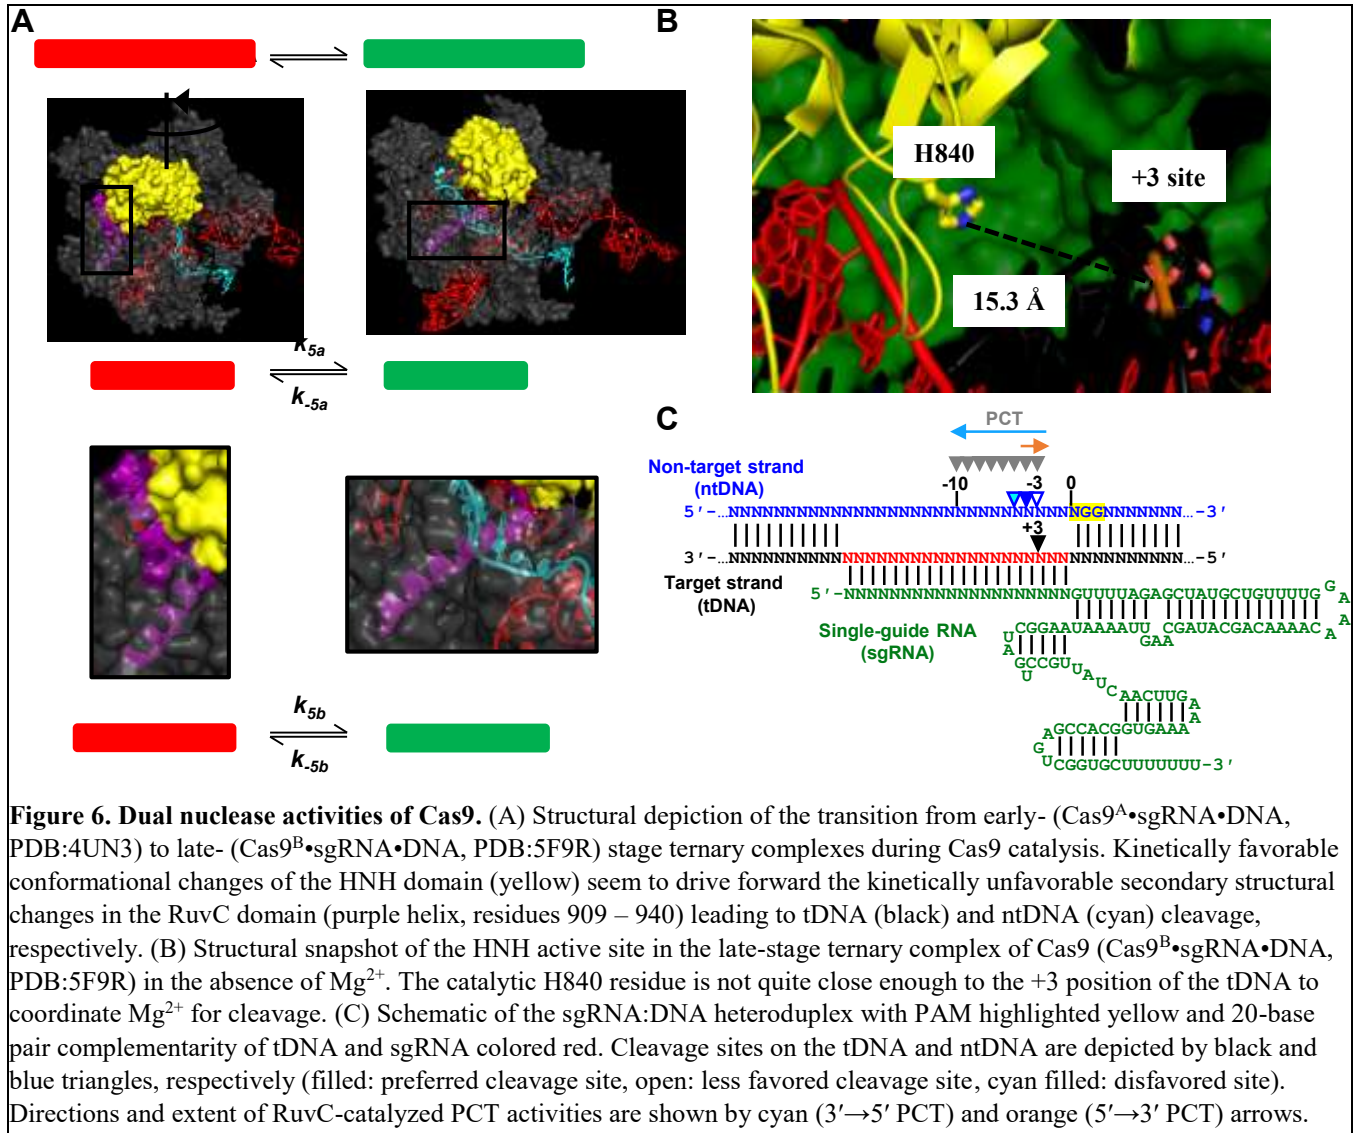 A
k5a
k-5a
k5b
k-5b
B
H840
+3 site
15.3 Å
C
PCT
Non-target strand
(ntDNA)
-10
-3
0
5′-…NNNNNNNNNNNNNNNNNNNNNNNNNNNNNNNGGNNNNNNN…-3′
+3
3′-…NNNNNNNNNNNNNNNNNNNNNNNNNNNNNNNNNNNNNNNN…-5′
Target strand
(tDNA)
5′-NNNNNNNNNNNNNNNNNNNNGUUUUAGAGCUAUGCUGUUUUG
GAAA
CGGAAUAAAAUU
GAA
CGAUACGACAAAAC
Single-guide RNA
(sgRNA)
UA
GCCGUUAUC
U
AACUUG
AA
AGCCACGGUGAAA
GU
CGGUGCUUUUUUU-3′
Figure 6. Dual nuclease activities of Cas9. (A) Structural depiction of the transition from early- (Cas9ᴬ•sgRNA•DNA,
PDB:4UN3) to late- (Cas9ᴮ•sgRNA•DNA, PDB:5F9R) stage ternary complexes during Cas9 catalysis. Kinetically favorable
conformational changes of the HNH domain (yellow) seem to drive forward the kinetically unfavorable secondary structural
changes in the RuvC domain (purple helix, residues 909 – 940) leading to tDNA (black) and ntDNA (cyan) cleavage,
respectively. (B) Structural snapshot of the HNH active site in the late-stage ternary complex of Cas9 (Cas9ᴮ•sgRNA•DNA,
PDB:5F9R) in the absence of Mg²⁺. The catalytic H840 residue is not quite close enough to the +3 position of the tDNA to
coordinate Mg²⁺ for cleavage. (C) Schematic of the sgRNA:DNA heteroduplex with PAM highlighted yellow and 20-base
pair complementarity of tDNA and sgRNA colored red. Cleavage sites on the tDNA and ntDNA are depicted by black and
blue triangles, respectively (filled: preferred cleavage site, open: less favored cleavage site, cyan filled: disfavored site).
Directions and extent of RuvC-catalyzed PCT activities are shown by cyan (3′→5′ PCT) and orange (5′→3′ PCT) arrows.